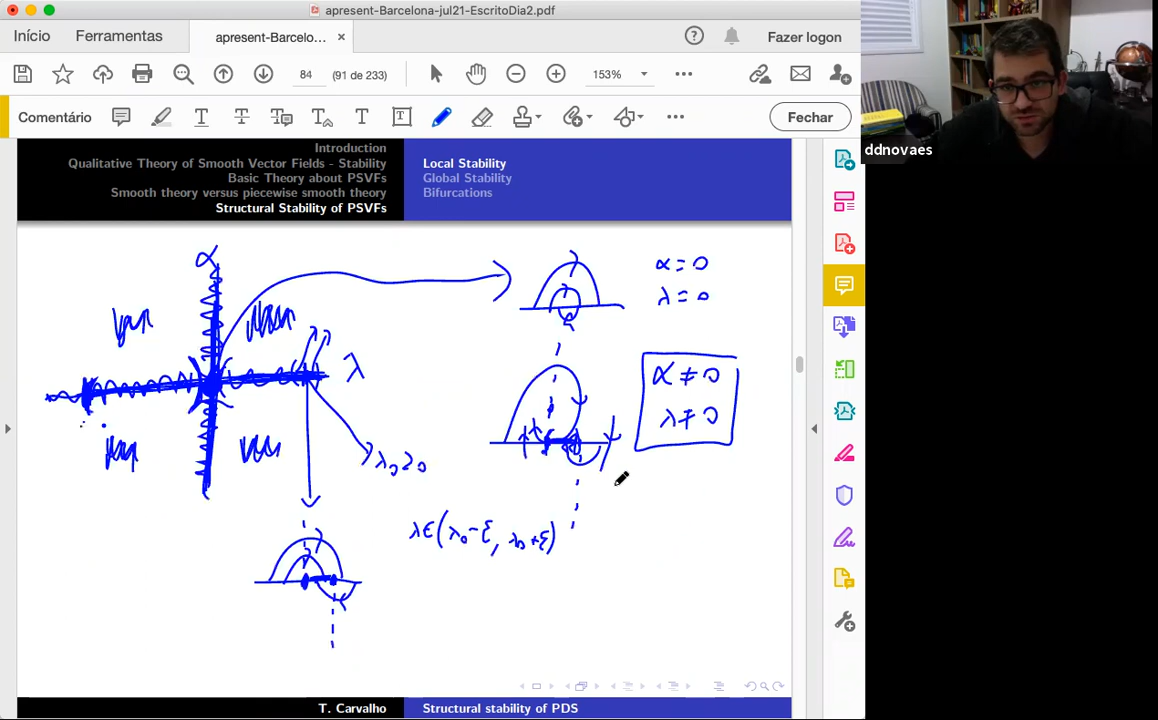 apresent-Barcelona-jul21-EscritoDia2.pdf
Início
Ferramentas
apresent-Barcelo...
Fazer logon
84
(91 de 233)
153%
Comentário
Fechar
ddnovaes
Introduction
Qualitative Theory of Smooth Vector Fields - Stability
Basic Theory about PSVFs
Smooth theory versus piecewise smooth theory
Structural Stability of PSVFs
Local Stability
Global Stability
Bifurcations
α
λ
α = 0
λ = 0
α ≠ 0
λ ≠ 0
λ₀>0
λ∈(λ₀-ε, λ₀+ε)
T. Carvalho
Structural stability of PDS